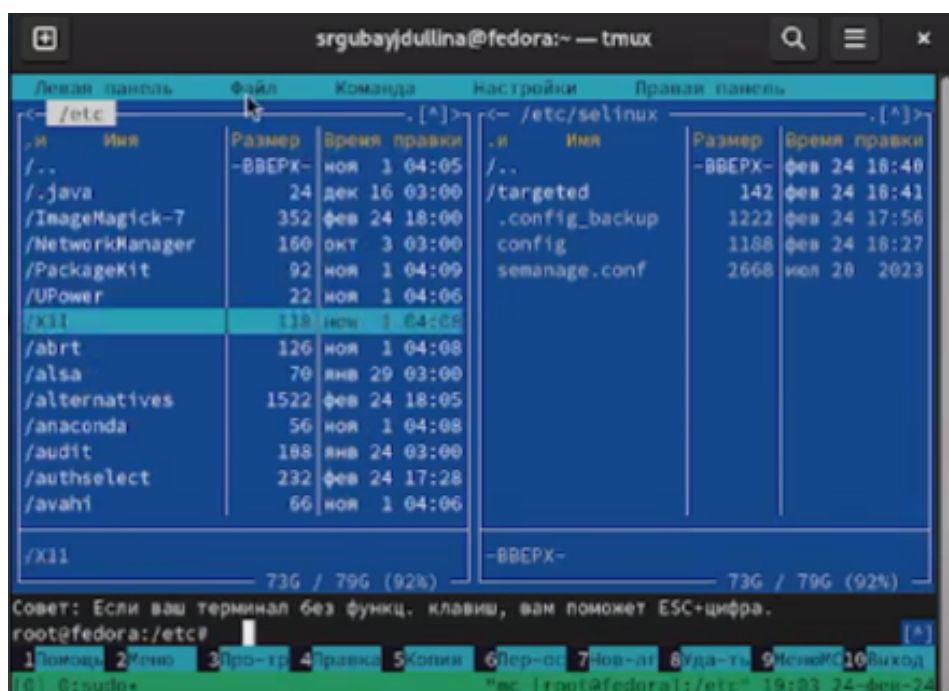 srgubayjdullina@fedora:~ — tmux
Левая панель Файл Команда Настройки Правая панель
<- /etc .[^]> <- /etc/selinux .[^]>
.и Имя Размер Время правки .и Имя Размер Время правки
/.. -ВВЕРХ- ноя 1 04:05 /.. -ВВЕРХ- фев 24 18:40
/.java 24 дек 16 03:00 /targeted 142 фев 24 18:41
/ImageMagick-7 352 фев 24 18:00 .config_backup 1222 фев 24 17:56
/NetworkManager 160 окт 3 03:00 config 1188 фев 24 18:27
/PackageKit 92 ноя 1 04:09 semanage.conf 2668 июл 20 2023
/UPower 22 ноя 1 04:06
/X11 138 ноя 1 04:08
/abrt 126 ноя 1 04:08
/alsa 70 янв 29 03:00
/alternatives 1522 фев 24 18:05
/anaconda 56 ноя 1 04:08
/audit 188 янв 24 03:00
/authselect 232 фев 24 17:28
/avahi 66 ноя 1 04:06
/X11 -ВВЕРХ-
73G / 79G (92%) 73G / 79G (92%)
Совет: Если ваш терминал без функц. клавиш, вам поможет ESC+цифра.
root@fedora:/etc# [^]
1Помощь 2Меню 3Про~тр 4Правка 5Копия 6Пер~ос 7Нов~лг 8Уда~ть 9МенюMC 10Выход
[0] 0:sudo* "mc [root@fedora]:/etc" 19:03 24-фев-24